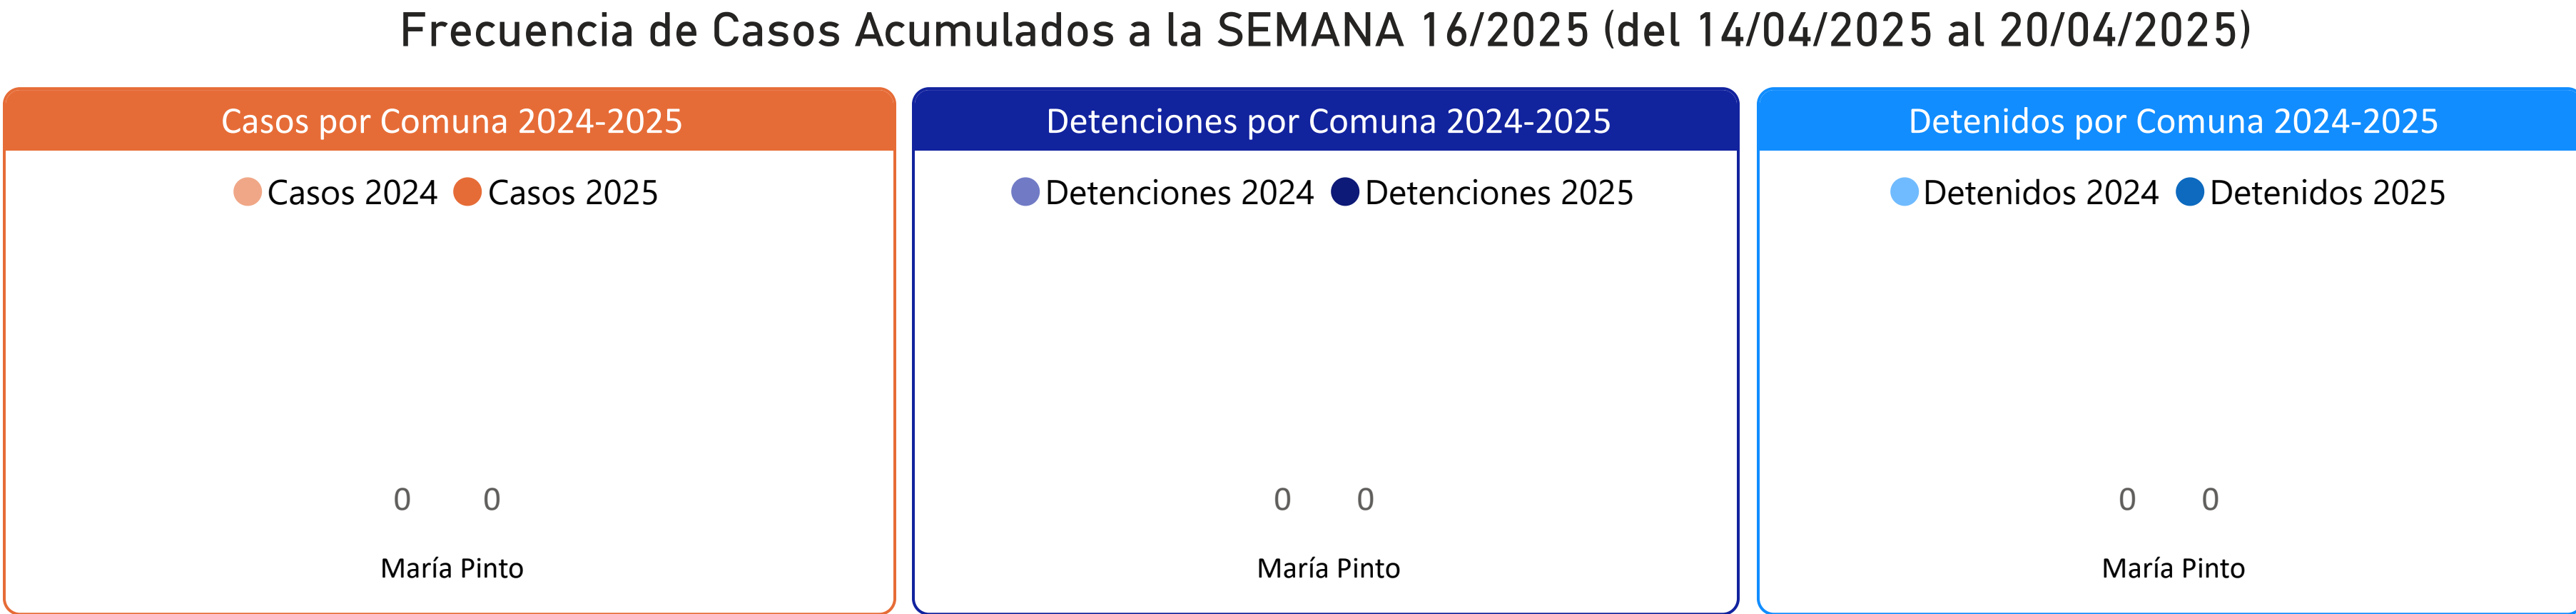 Frecuencia de Casos Acumulados a la SEMANA 16/2025 (del 14/04/2025 al 20/04/2025)
Casos por Comuna 2024-2025
Casos 2024 Casos 2025
0 0
María Pinto
Detenciones por Comuna 2024-2025
Detenciones 2024 Detenciones 2025
0 0
María Pinto
Detenidos por Comuna 2024-2025
Detenidos 2024 Detenidos 2025
0 0
María Pinto